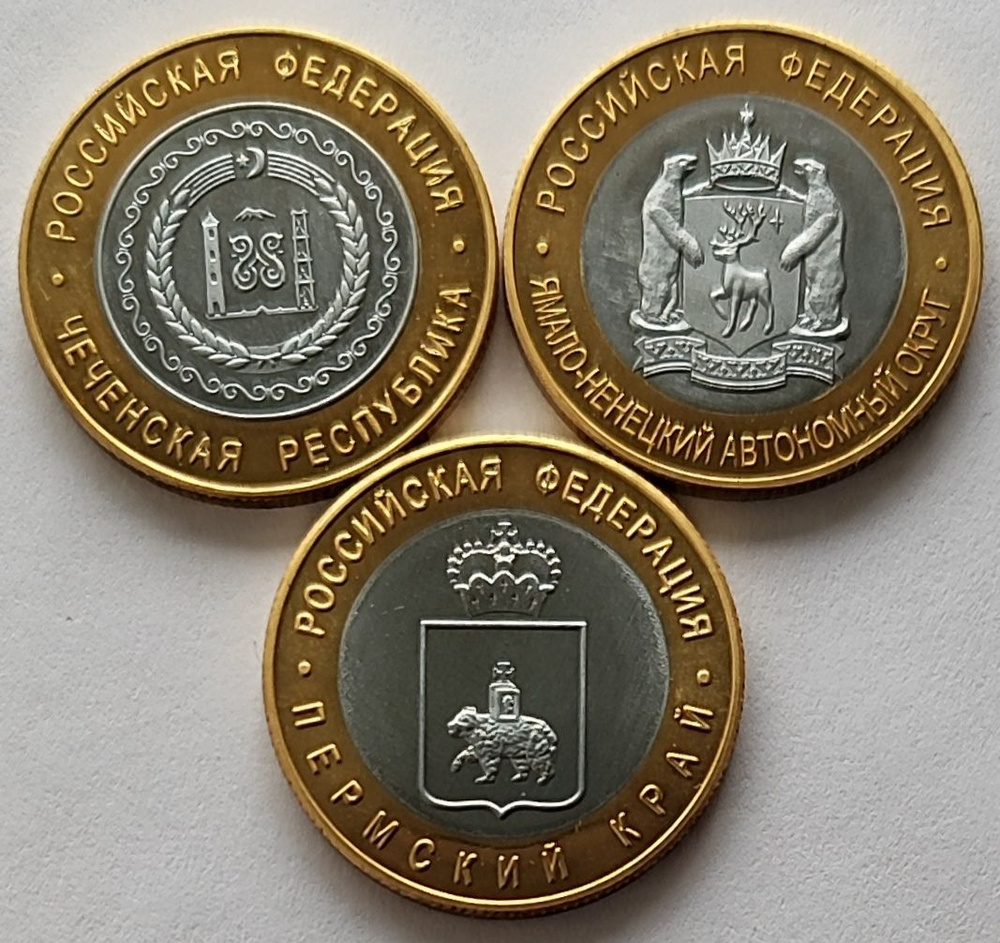 РОССИЙСКАЯ ФЕДЕРАЦИЯ
ЧЕЧЕНСКАЯ РЕСПУБЛИКА
РОССИЙСКАЯ ФЕДЕРАЦИЯ
ЯМАЛО-НЕНЕЦКИЙ АВТОНОМНЫЙ ОКРУГ
РОССИЙСКАЯ ФЕДЕРАЦИЯ
ПЕРМСКИЙ КРАЙ